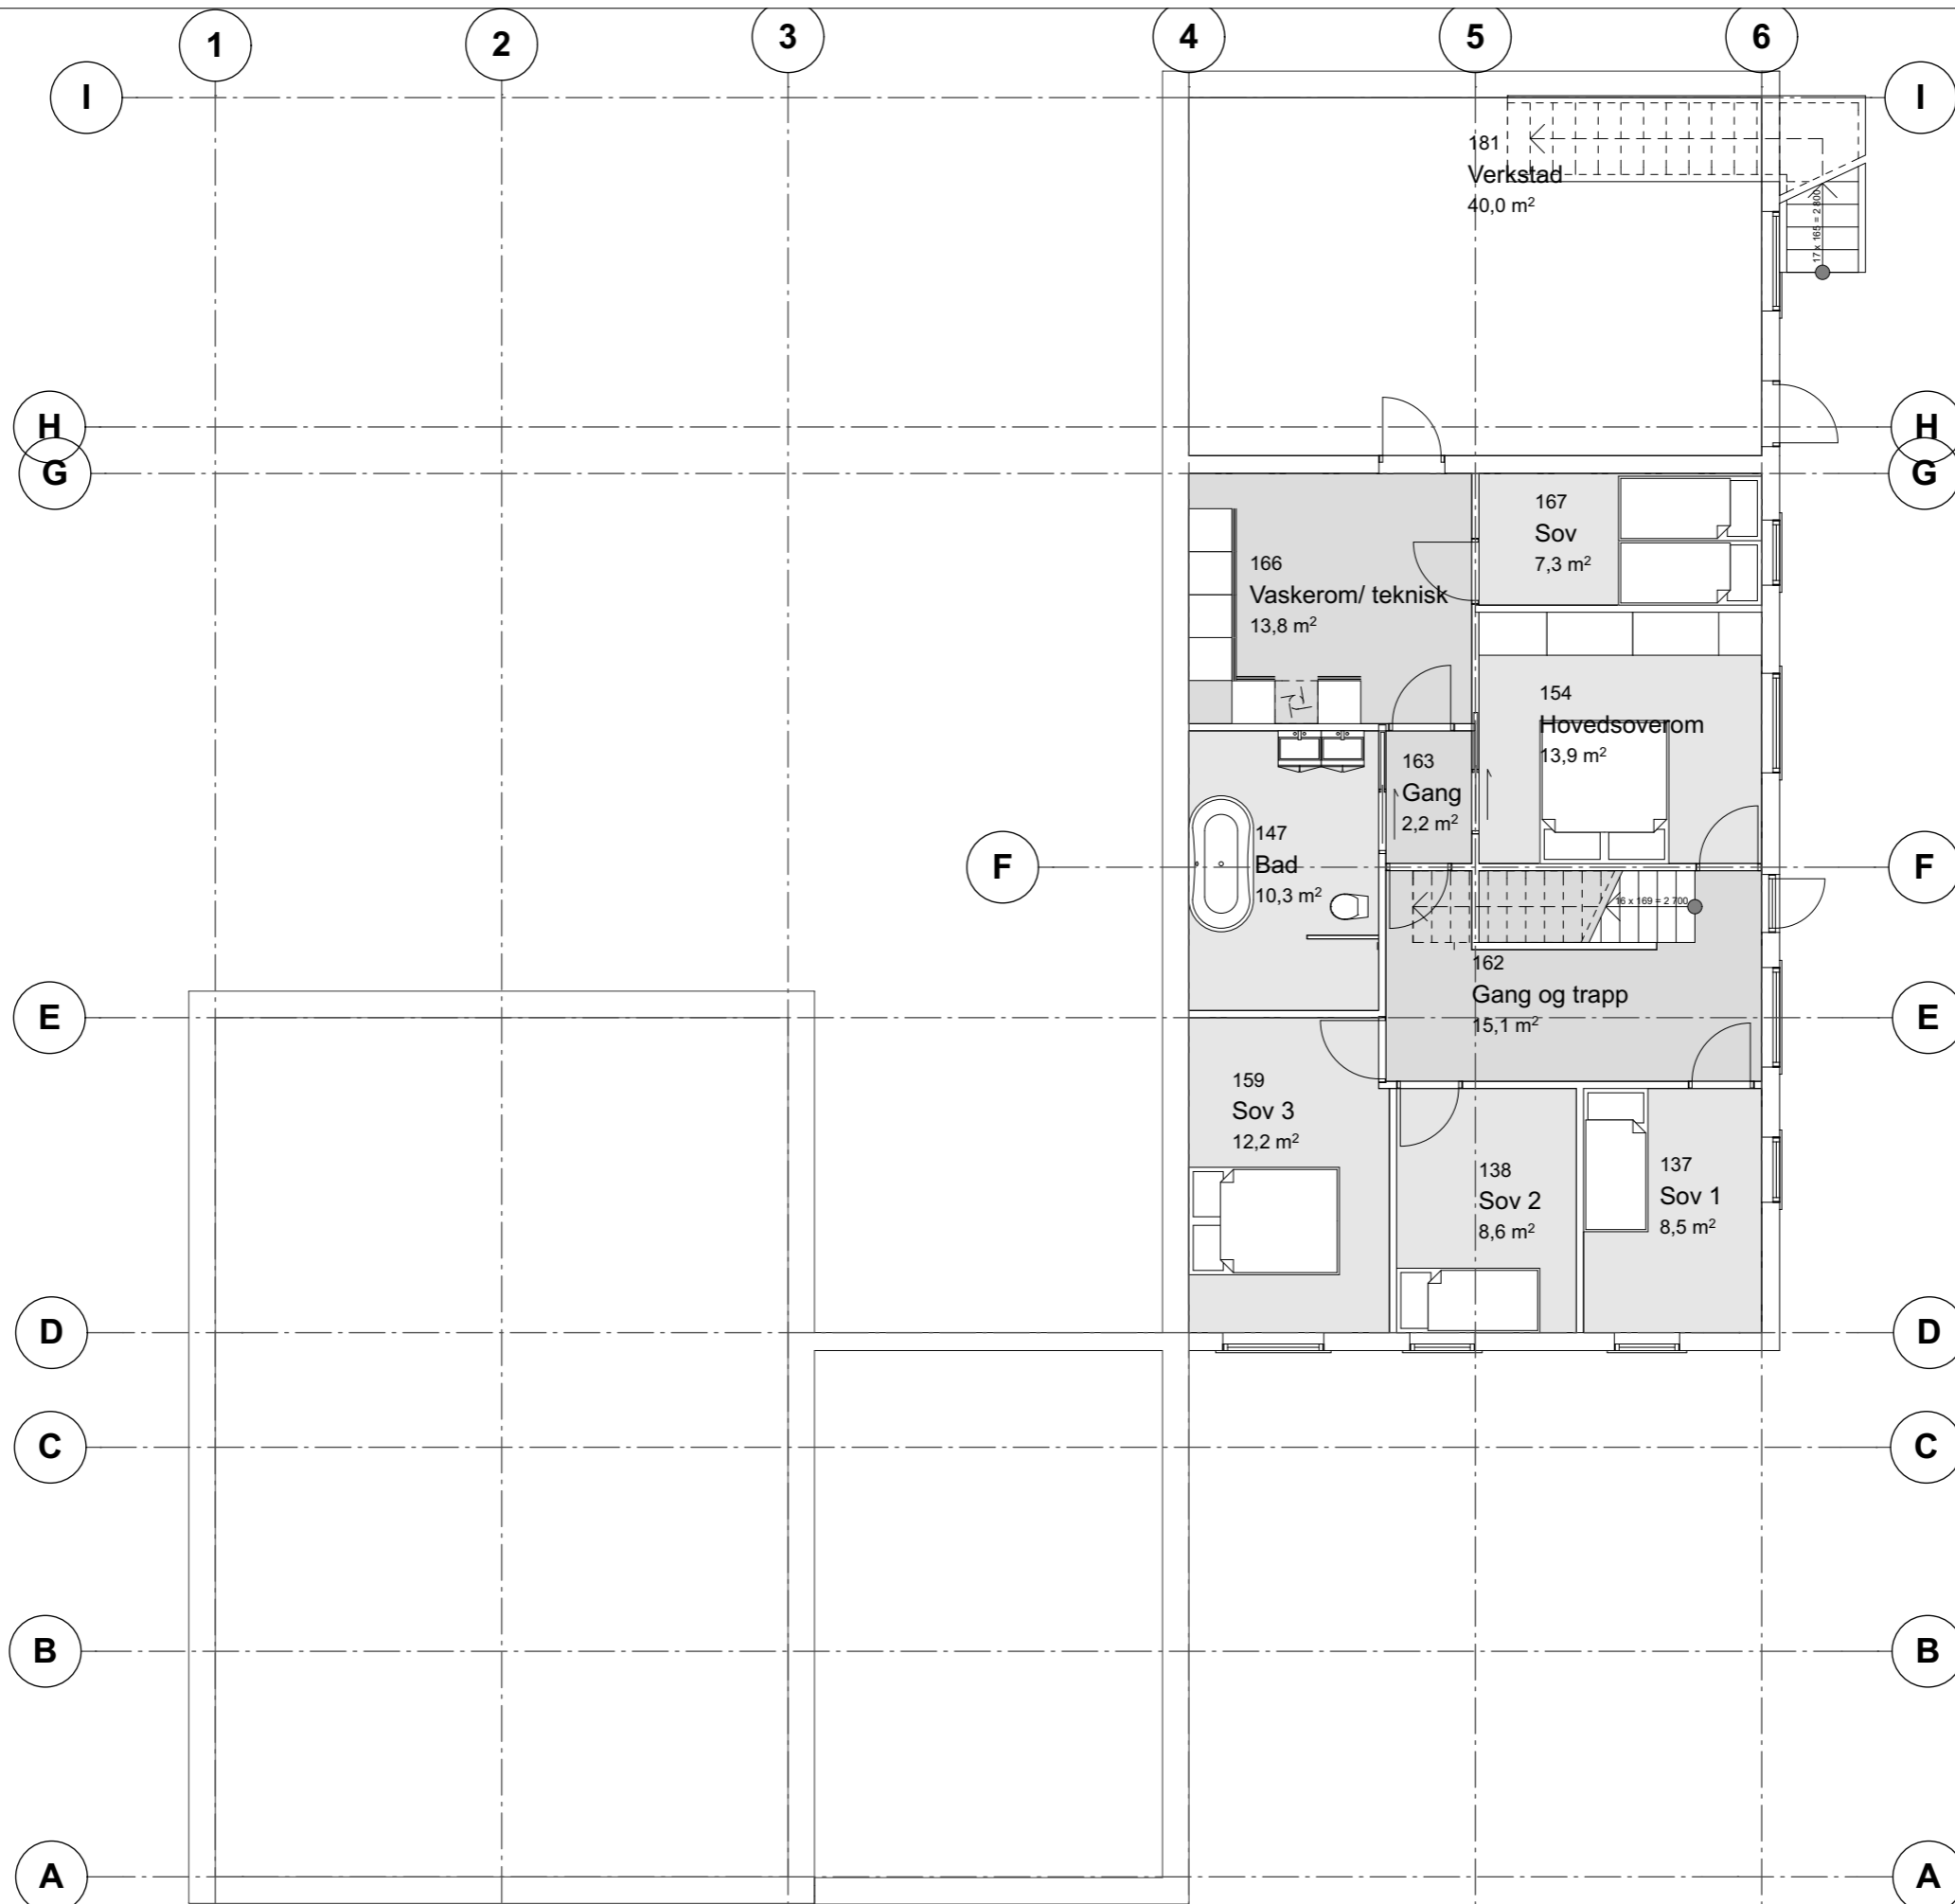 1
2
3
4
5
6
I
I
181
Verkstad
40,0 m²
17 x 165 = 2 800
H
H
G
G
167
Sov
7,3 m²
166
Vaskerom/ teknisk
13,8 m²
154
Hovedsoverom
13,9 m²
163
Gang
2,2 m²
147
Bad
10,3 m²
F
F
16 x 169 = 2 700
162
Gang og trapp
15,1 m²
E
E
159
Sov 3
12,2 m²
138
Sov 2
8,6 m²
137
Sov 1
8,5 m²
D
D
C
C
B
B
A
A